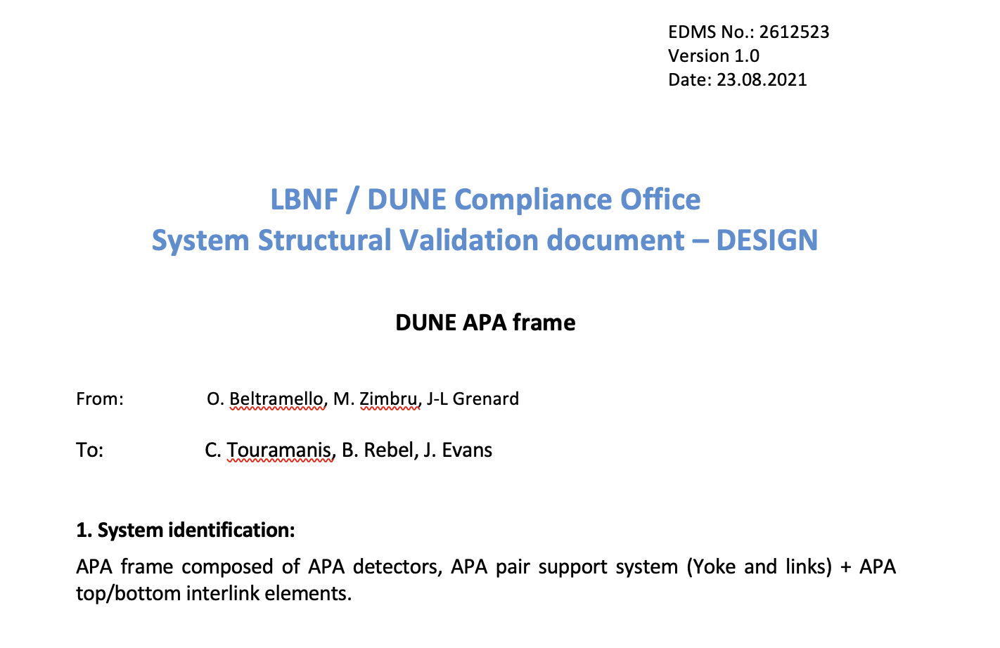 EDMS No.: 2612523
Version 1.0
Date: 23.08.2021
LBNF / DUNE Compliance Office
System Structural Validation document – DESIGN
DUNE APA frame
From: O. Beltramello, M. Zimbru, J-L Grenard
To: C. Touramanis, B. Rebel, J. Evans
1. System identification:
APA frame composed of APA detectors, APA pair support system (Yoke and links) + APA
top/bottom interlink elements.